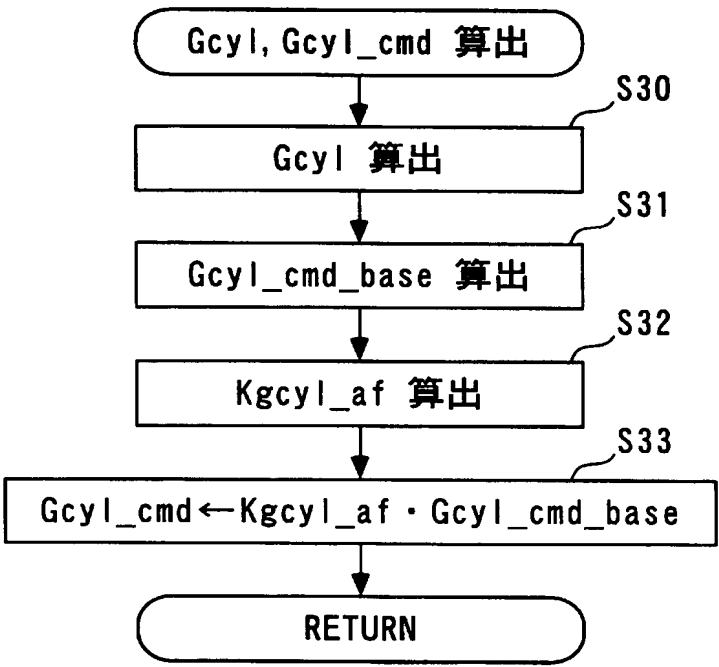 Gcyl, Gcyl_cmd 算出
S30
Gcyl 算出
S31
Gcyl_cmd_base 算出
S32
Kgcyl_af 算出
S33
Gcyl_cmd←Kgcyl_af・Gcyl_cmd_base
RETURN